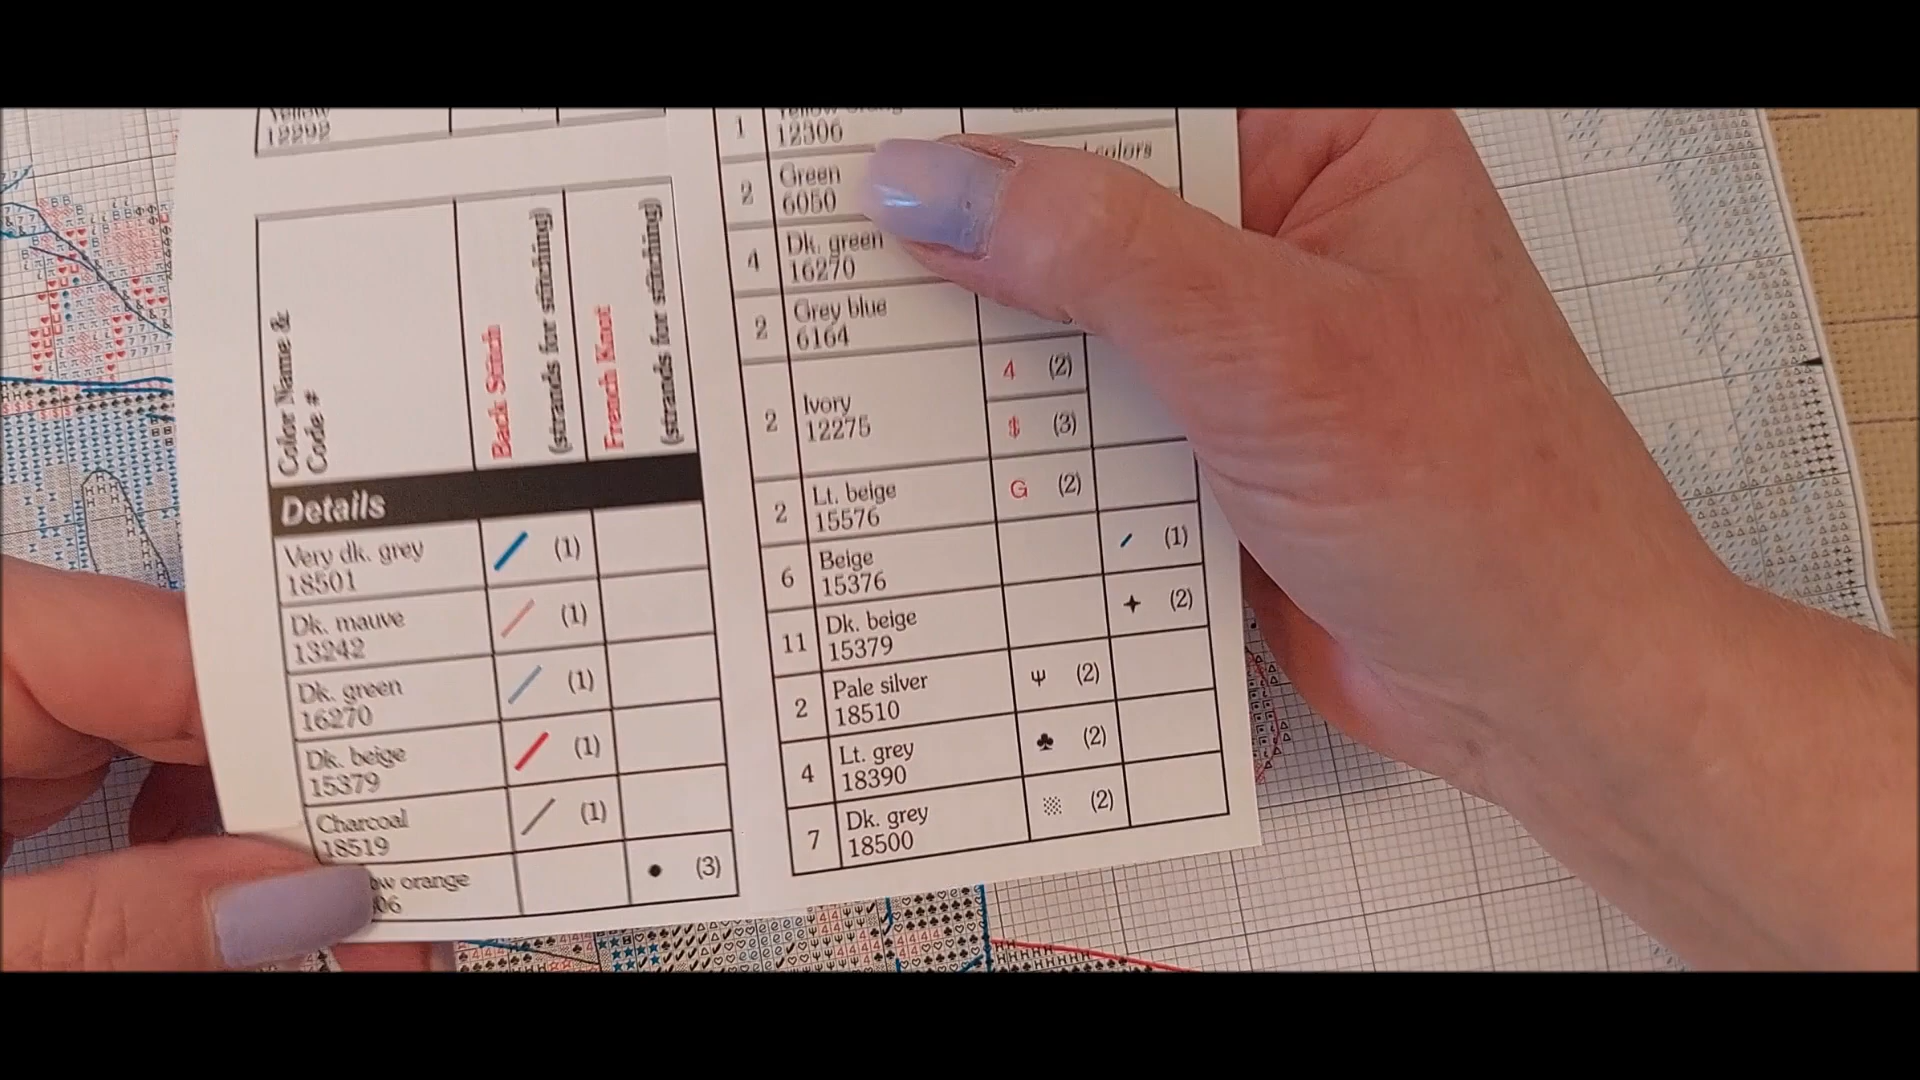 Yellow
12292
Color Name &
Code #
Back Stitch
(strands for stitching)
French Knot
(strands for stitching)
Details
Very dk. grey
18501
(1)
Dk. mauve
13242
(1)
Dk. green
16270
(1)
Dk. beige
15379
(1)
Charcoal
18519
(1)
orange
(3)
1
12306
colors
2
Green
6050
4
Dk. green
16270
2
Grey blue
6164
2
Ivory
12275
4 (2)
$ (3)
2
Lt. beige
15576
G (2)
6
Beige
15376
(1)
11
Dk. beige
15379
(2)
2
Pale silver
18510
Ψ (2)
4
Lt. grey
18390
♣ (2)
7
Dk. grey
18500
(2)